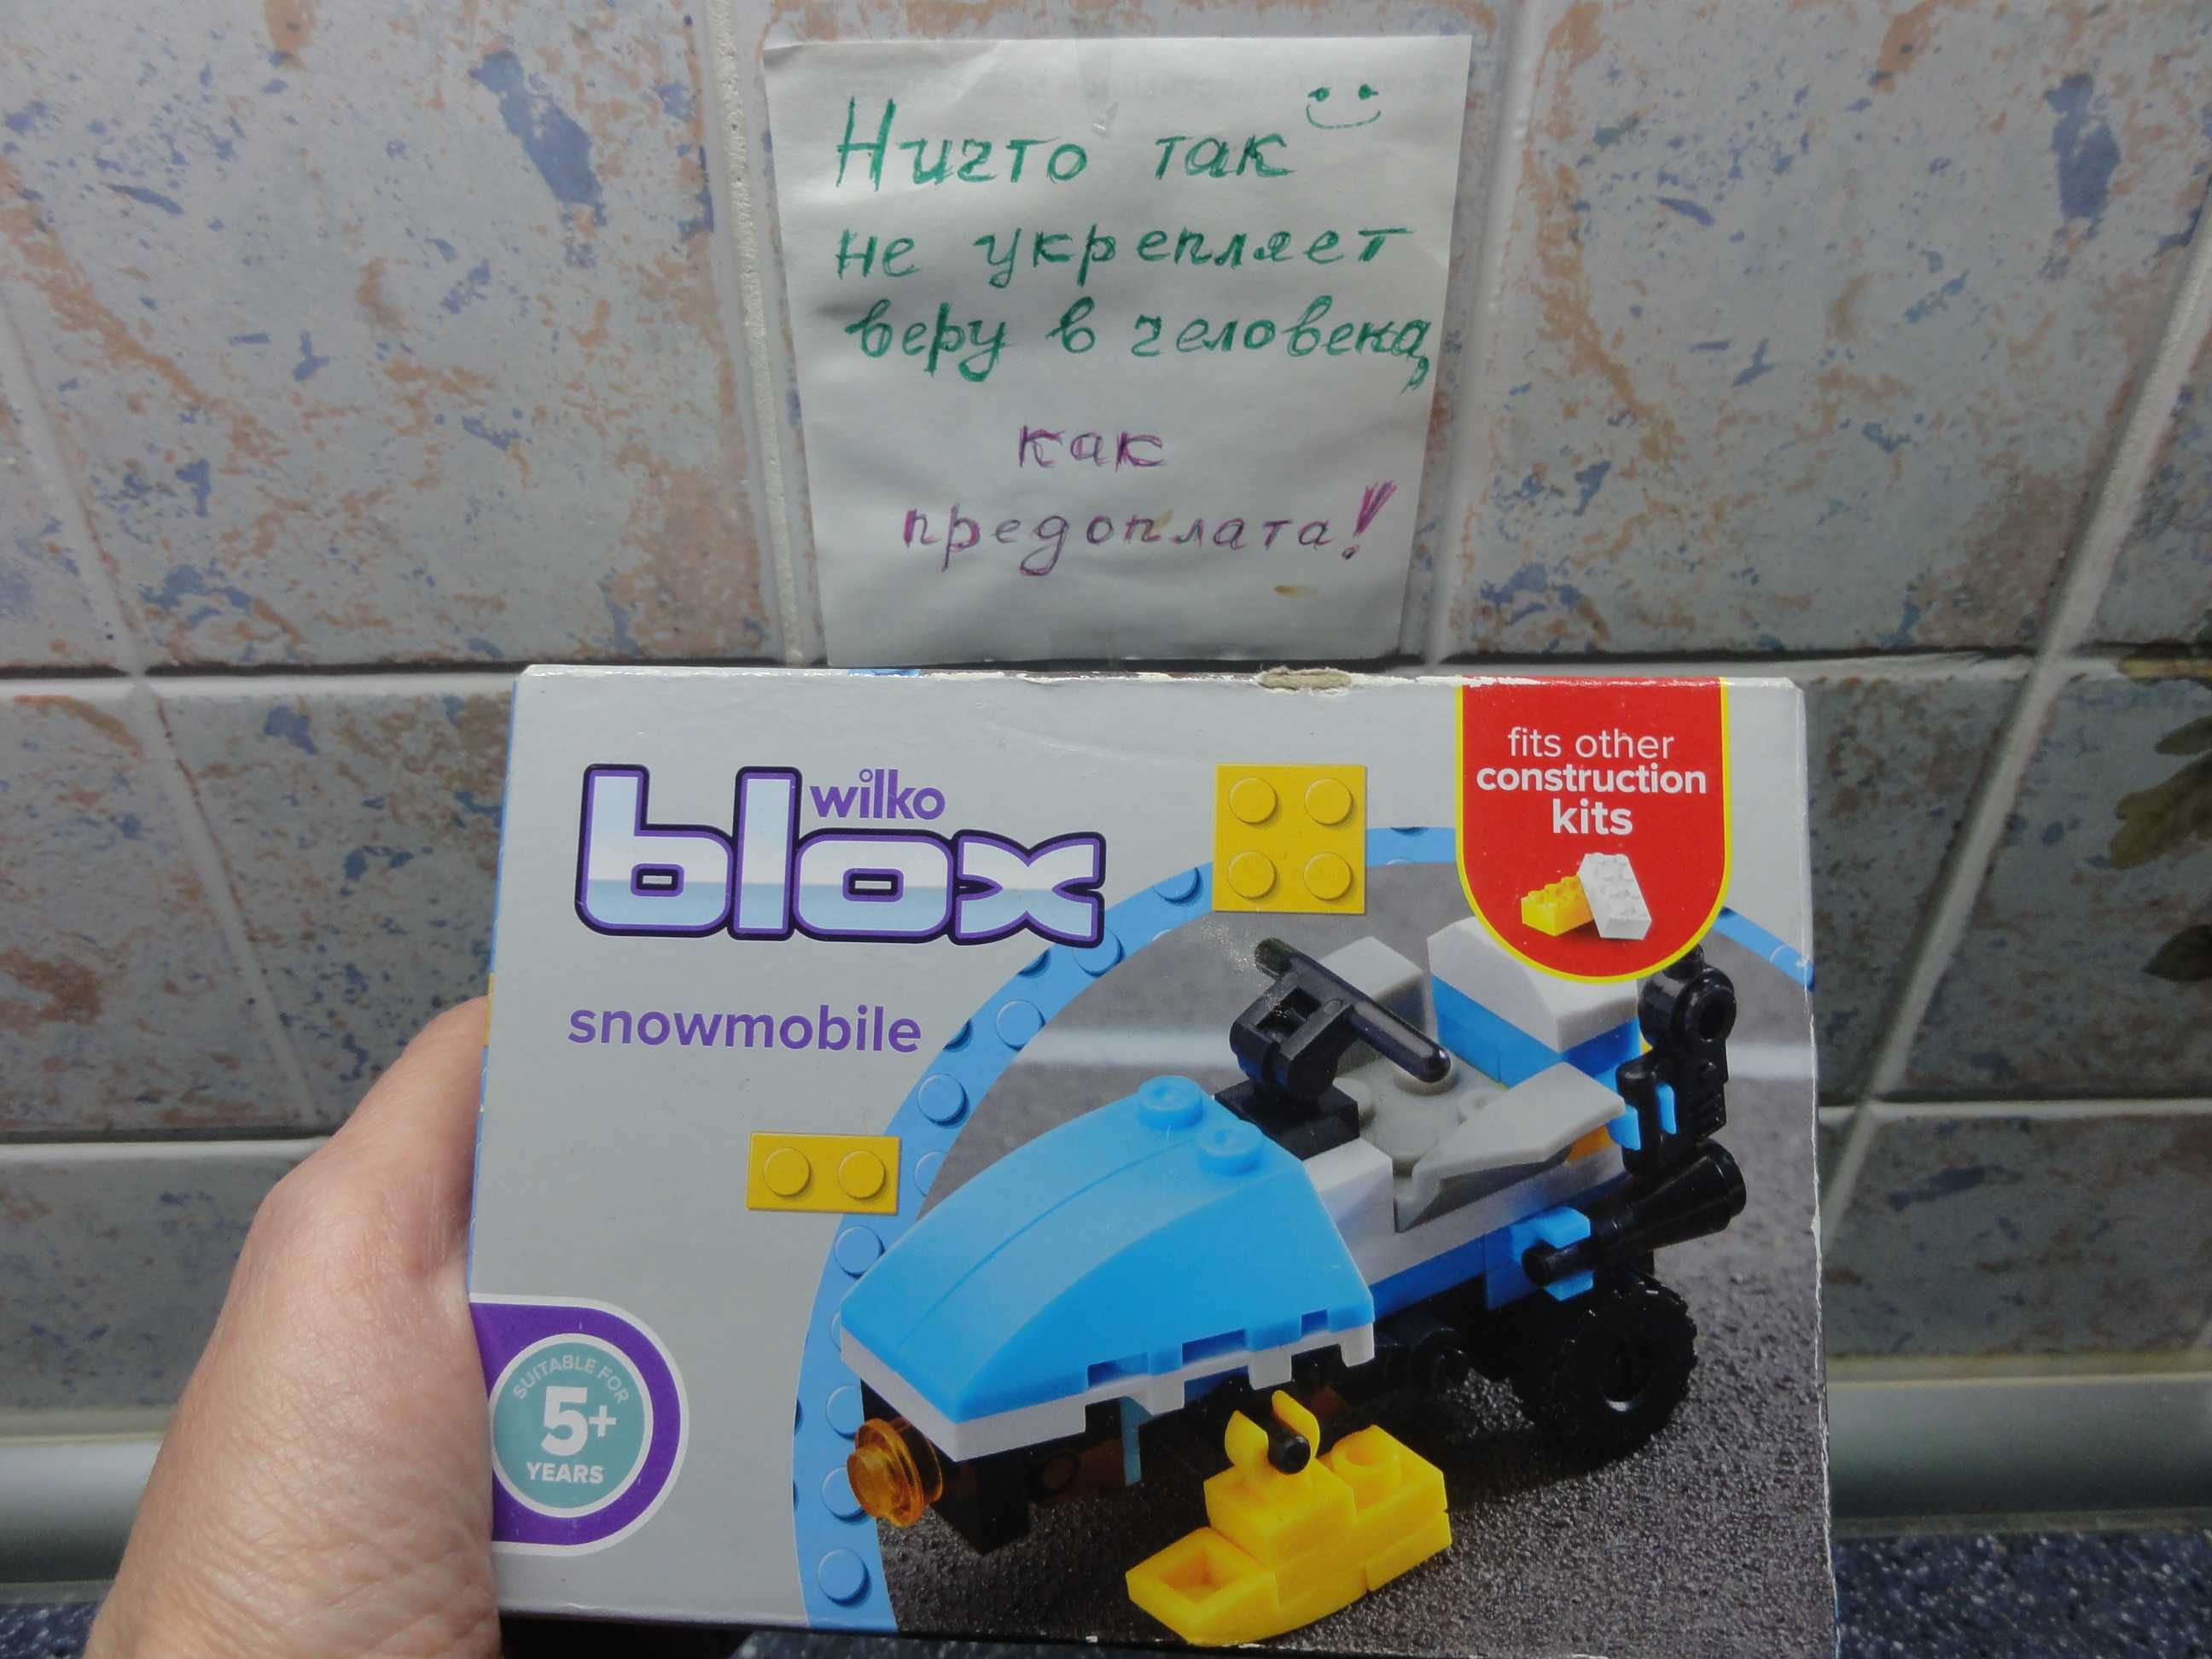 Ничто так
не укрепляет
веру в человека,
как
предоплата!
wilko
blox
snowmobile
fits other
construction
kits
SUITABLE FOR
5+
YEARS